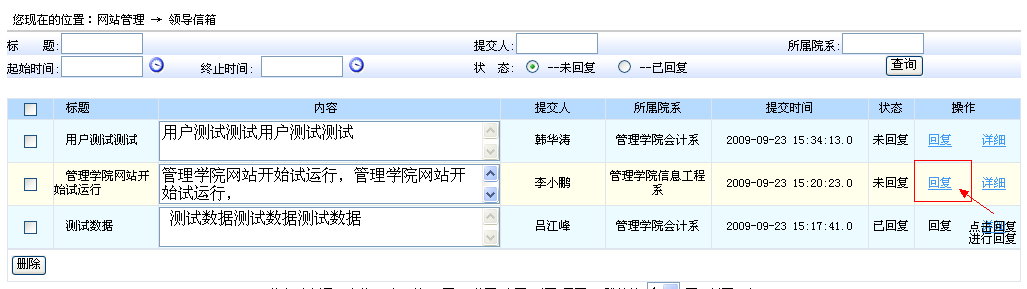 您现在的位置：网站管理 → 领导信箱
标 题: 提交人: 所属院系:
起始时间: 终止时间: 状 态: --未回复 --已回复 查询
标题 内容 提交人 所属院系 提交时间 状态 操作
用户测试测试 用户测试测试用户测试测试 韩华涛 管理学院会计系 2009-09-23 15:34:13.0 未回复 回复 详细
管理学院网站开始试运行 管理学院网站开始试运行，管理学院网站开始试运行， 李小鹏 管理学院信息工程系 2009-09-23 15:20:23.0 未回复 回复 详细
测试数据 测试数据测试数据测试数据 吕江峰 管理学院会计系 2009-09-23 15:17:41.0 已回复 回复
点击回复
进行回复
删除